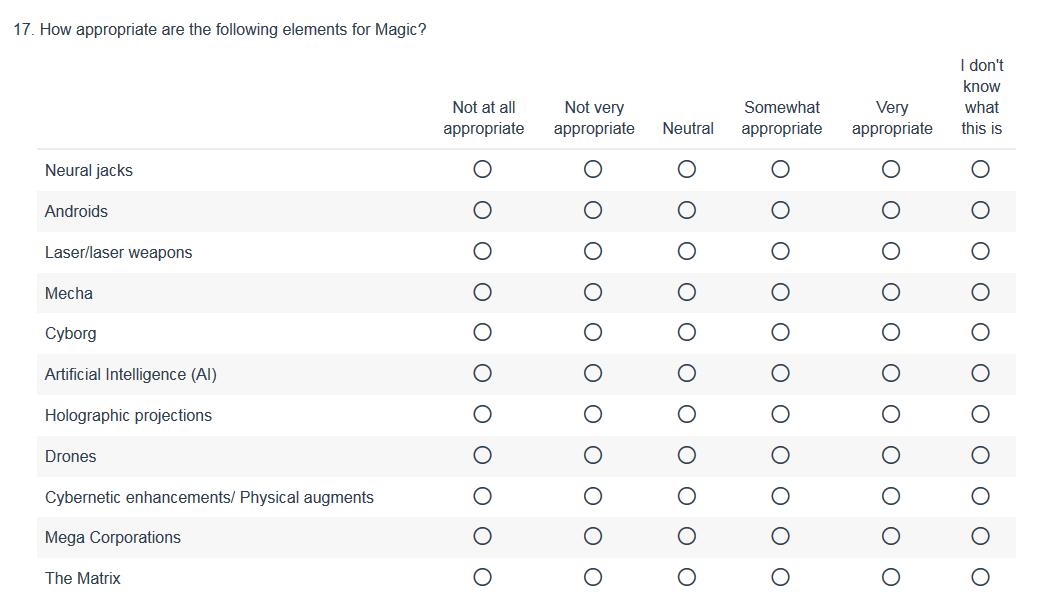 17. How appropriate are the following elements for Magic?
I don't
know
Not at all Not very Somewhat Very what
appropriate appropriate Neutral appropriate appropriate this is
Neural jacks
Androids
Laser/laser weapons
Mecha
Cyborg
Artificial Intelligence (AI)
Holographic projections
Drones
Cybernetic enhancements/ Physical augments
Mega Corporations
The Matrix